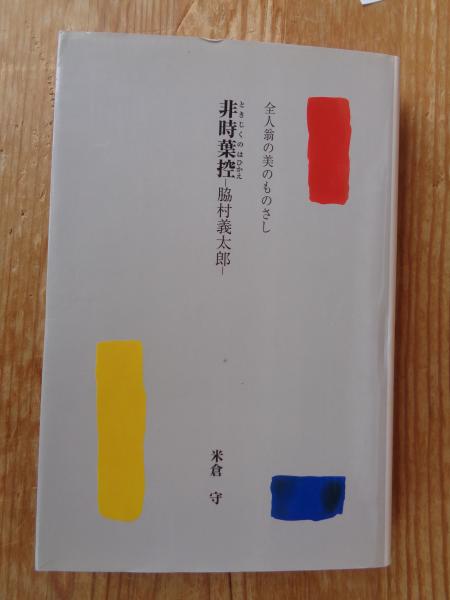 全人翁の美のものさし
ときじくのはひかえ
非時葉控
–脇村義太郎–
米倉 守